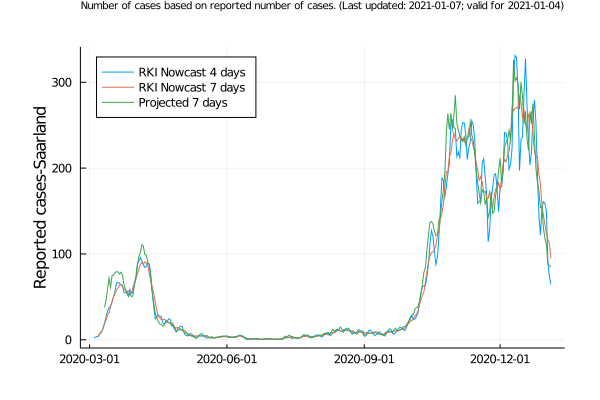 Number of cases based on reported number of cases. (Last updated: 2021-01-07; valid for 2021-01-04)
RKI Nowcast 4 days
RKI Nowcast 7 days
Projected 7 days
Reported cases-Saarland
300
200
100
0
2020-03-01 2020-06-01 2020-09-01 2020-12-01